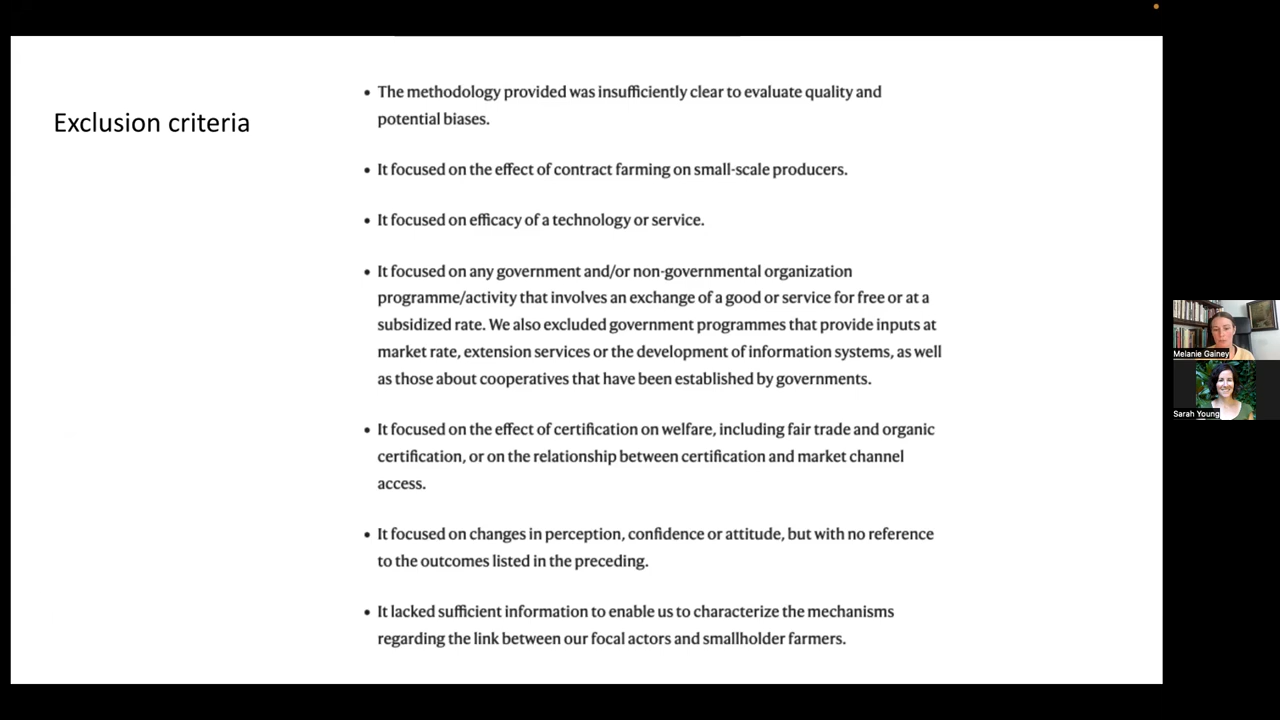 Exclusion criteria
• The methodology provided was insufficiently clear to evaluate quality and
potential biases.
• It focused on the effect of contract farming on small-scale producers.
• It focused on efficacy of a technology or service.
• It focused on any government and/or non-governmental organization
programme/activity that involves an exchange of a good or service for free or at a
subsidized rate. We also excluded government programmes that provide inputs at
market rate, extension services or the development of information systems, as well
as those about cooperatives that have been established by governments.
• It focused on the effect of certification on welfare, including fair trade and organic
certification, or on the relationship between certification and market channel
access.
• It focused on changes in perception, confidence or attitude, but with no reference
to the outcomes listed in the preceding.
• It lacked sufficient information to enable us to characterize the mechanisms
regarding the link between our focal actors and smallholder farmers.
Melanie Gainey
Sarah Young